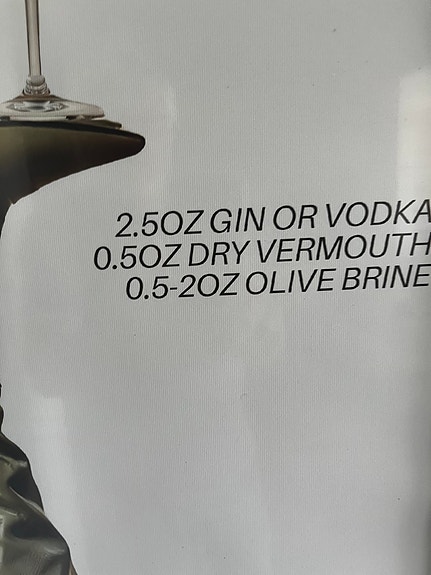 2.5OZ GIN OR VODKA
0.5OZ DRY VERMOUTH
0.5-2OZ OLIVE BRINE